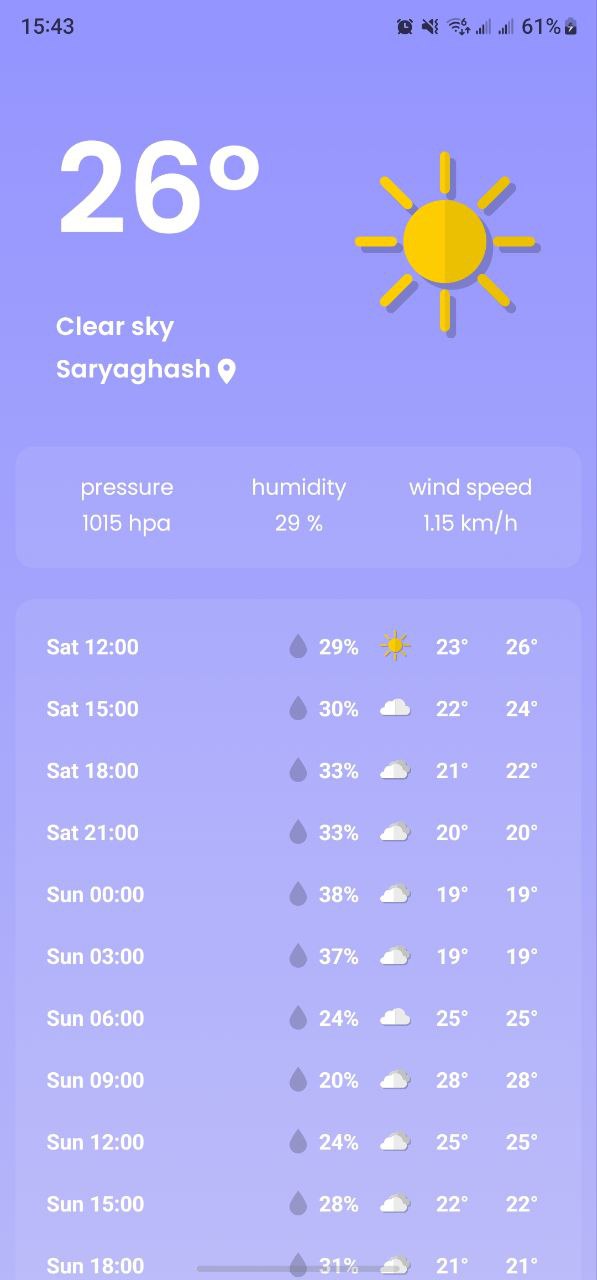 15:43 61%
26°
Clear sky
Saryaghash
pressure humidity wind speed
1015 hpa 29 % 1.15 km/h
Sat 12:00 29% 23° 26°
Sat 15:00 30% 22° 24°
Sat 18:00 33% 21° 22°
Sat 21:00 33% 20° 20°
Sun 00:00 38% 19° 19°
Sun 03:00 37% 19° 19°
Sun 06:00 24% 25° 25°
Sun 09:00 20% 28° 28°
Sun 12:00 24% 25° 25°
Sun 15:00 28% 22° 22°
Sun 18:00 31% 21° 21°